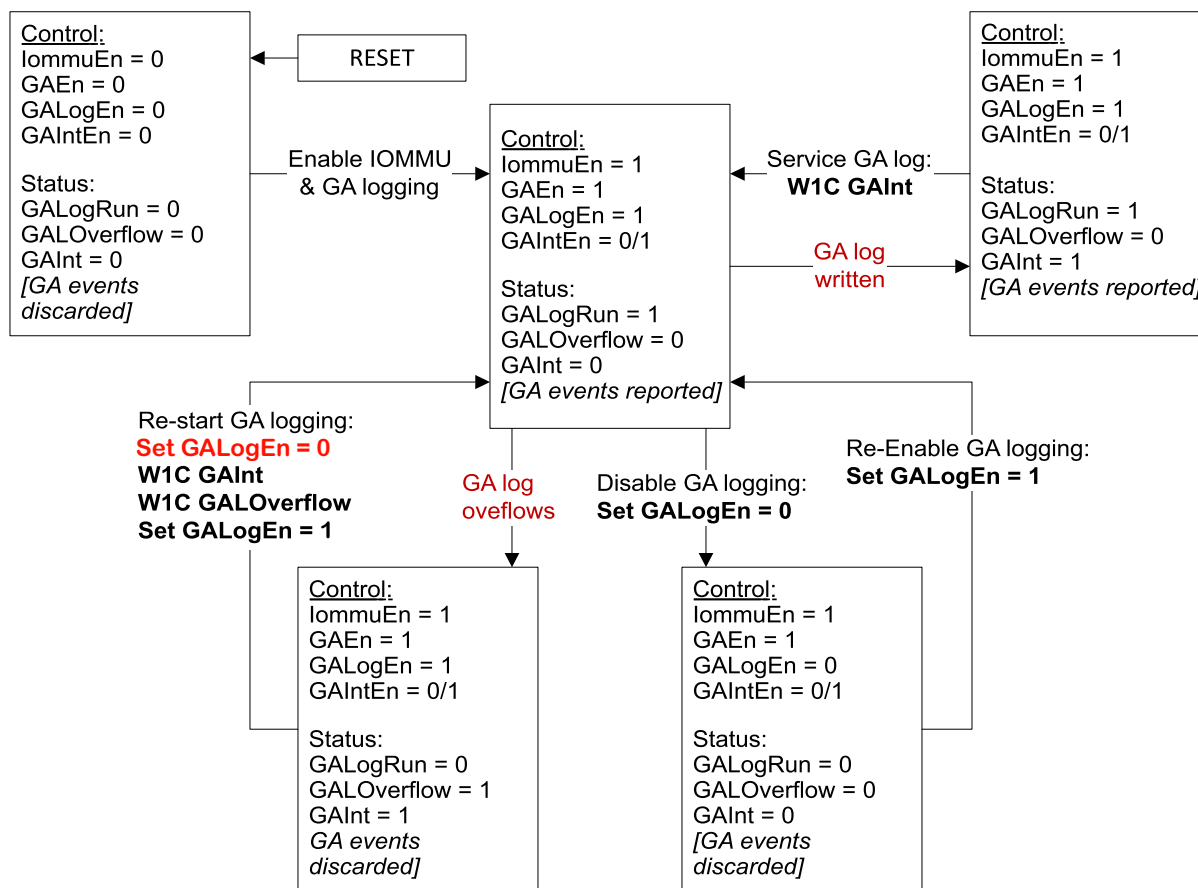 Control:
IommuEn = 0
GAEn = 0
GALogEn = 0
GAIntEn = 0
Status:
GALogRun = 0
GALOverflow = 0
GAInt = 0
[GA events
discarded]
RESET
Enable IOMMU
& GA logging
Control:
IommuEn = 1
GAEn = 1
GALogEn = 1
GAIntEn = 0/1
Status:
GALogRun = 1
GALOverflow = 0
GAInt = 0
[GA events reported]
Service GA log:
W1C GAInt
GA log
written
Control:
IommuEn = 1
GAEn = 1
GALogEn = 1
GAIntEn = 0/1
Status:
GALogRun = 1
GALOverflow = 0
GAInt = 1
[GA events reported]
Re-start GA logging:
Set GALogEn = 0
W1C GAInt
W1C GALOverflow
Set GALogEn = 1
GA log
oveflows
Disable GA logging:
Set GALogEn = 0
Re-Enable GA logging:
Set GALogEn = 1
Control:
IommuEn = 1
GAEn = 1
GALogEn = 1
GAIntEn = 0/1
Status:
GALogRun = 0
GALOverflow = 1
GAInt = 1
GA events
discarded]
Control:
IommuEn = 1
GAEn = 1
GALogEn = 0
GAIntEn = 0/1
Status:
GALogRun = 0
GALOverflow = 0
GAInt = 0
[GA events
discarded]